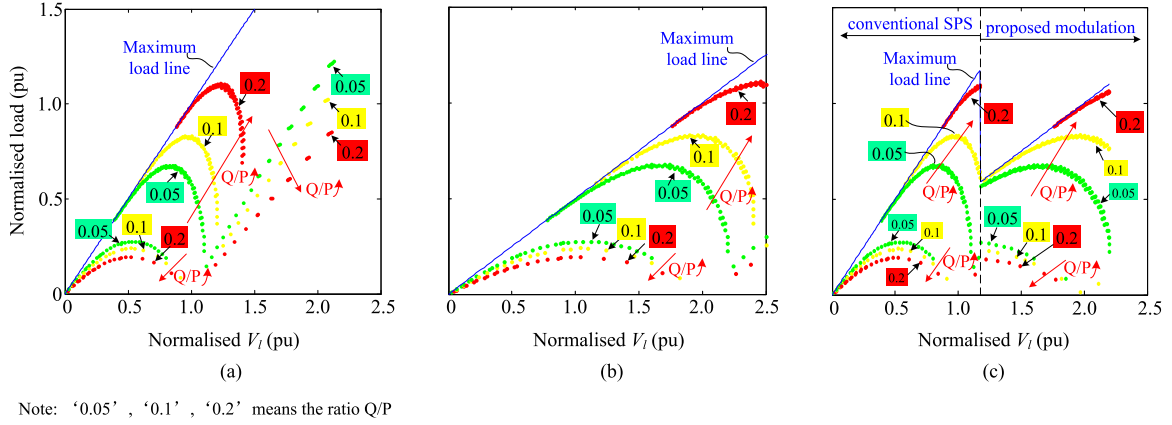 1.5
1.0
0.5
0
Normalised load (pu)
Maximum
load line
0.2
0.1
0.05
Q/P
0.05
0.1
0.2
Q/P
0.05
0.1
0.2
Q/P
0 0.5 1.0 1.5 2.0 2.5
Normalised Vl (pu)
(a)
Maximum
load line
0.2
0.1
0.05
Q/P
0.05
0.1
0.2
Q/P
0 0.5 1.0 1.5 2.0 2.5
Normalised Vl (pu)
(b)
conventional SPS
proposed modulation
Maximum
load line
0.2
0.1
0.05
Q/P
0.05
0.1
0.2
Q/P
0.2
0.1
0.05
Q/P
0.05
0.1
0.2
Q/P
0 0.5 1.0 1.5 2.0 2.5
Normalised Vl (pu)
(c)
Note: ‘0.05’, ‘0.1’, ‘0.2’ means the ratio Q/P